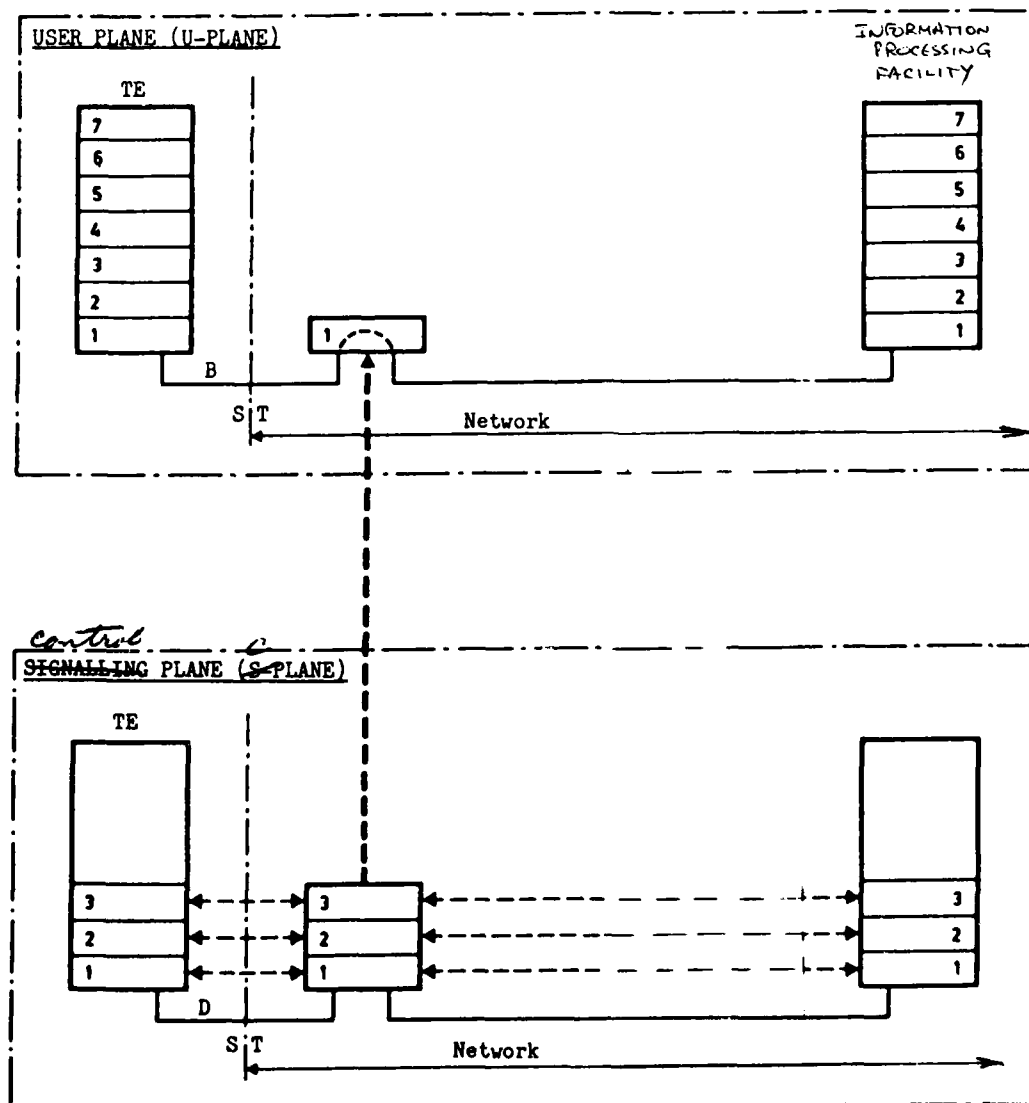 USER PLANE (U-PLANE)
INFORMATION
PROCESSING
FACILITY
TE
7
6
5
4
3
2
1
1
7
6
5
4
3
2
1
B
S T
Network
control
C
SIGNALLING PLANE (S-PLANE)
TE
3
2
1
3
2
1
3
2
1
D
S T
Network